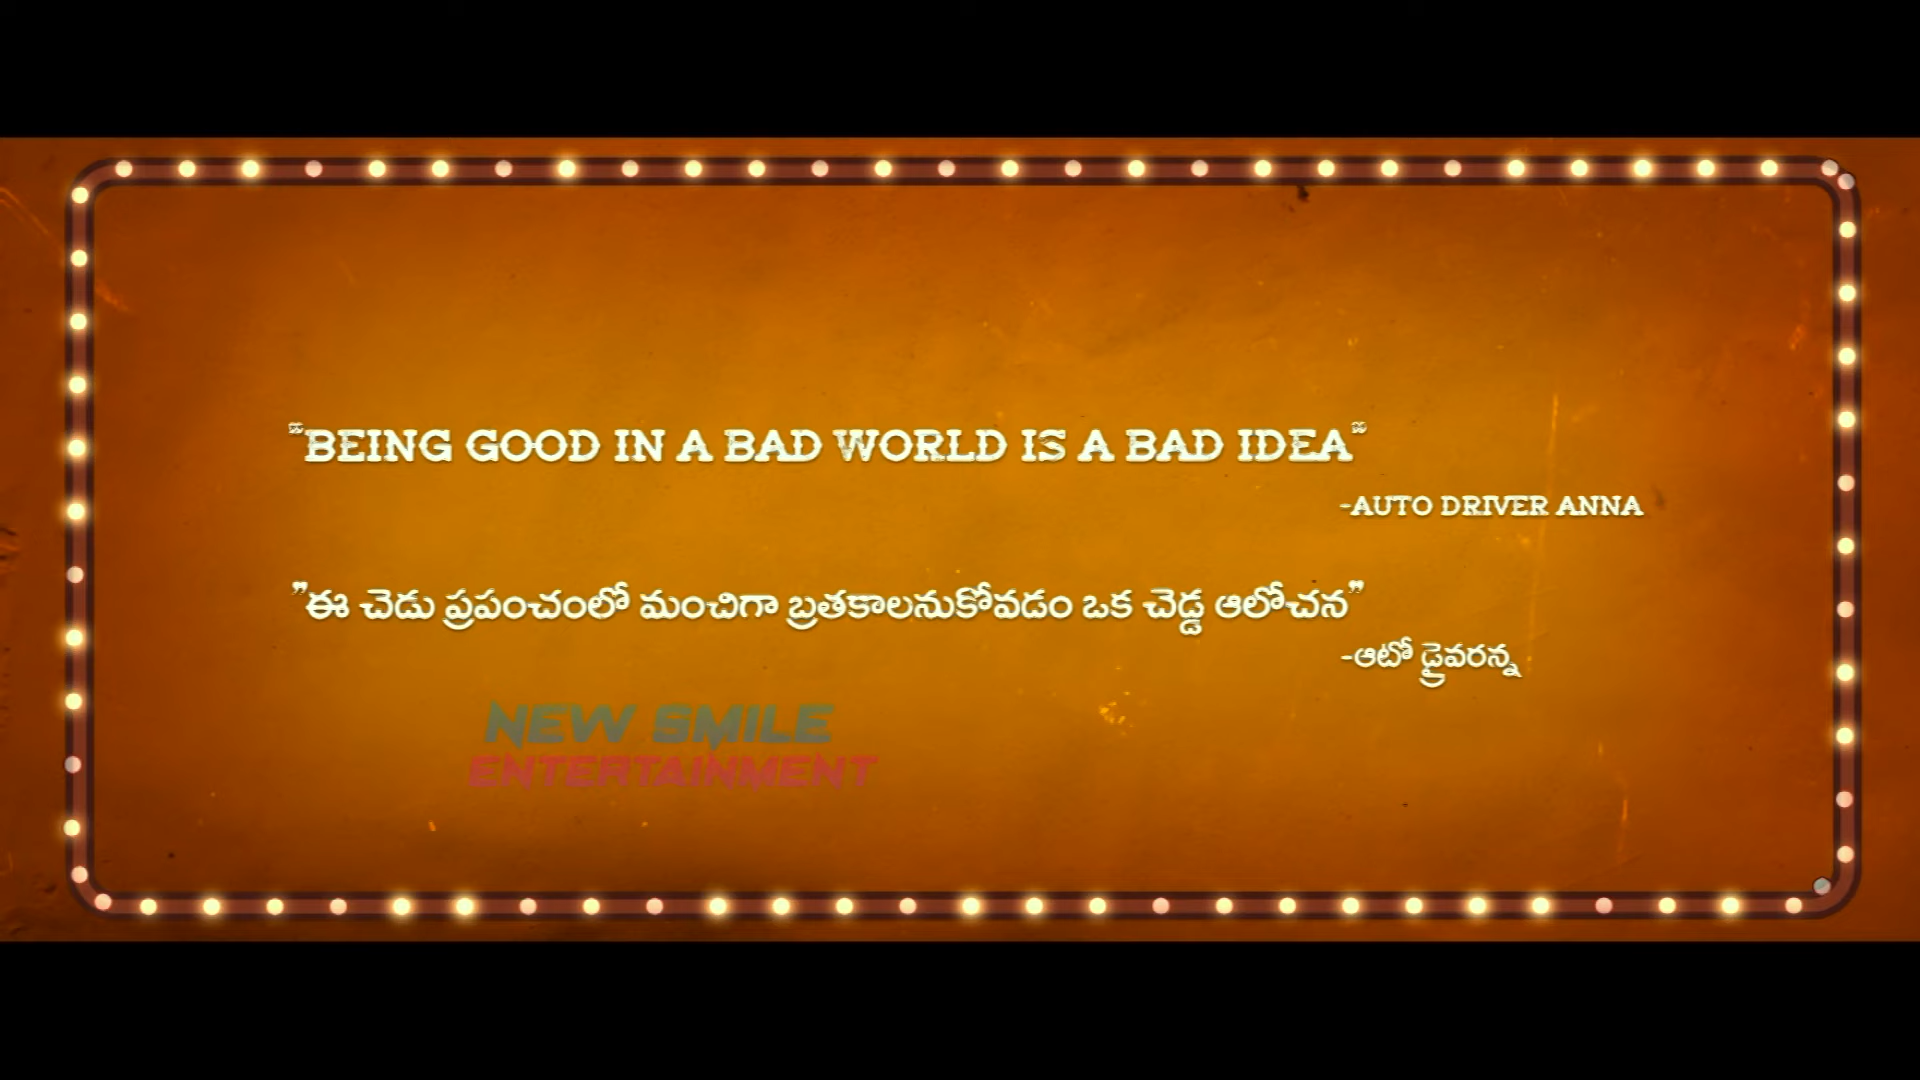 "BEING GOOD IN A BAD WORLD IS A BAD IDEA"
-AUTO DRIVER ANNA
"ఈ చెడు ప్రపంచంలో మంచిగా బ్రతకాలనుకోవడం ఒక చెడ్డ ఆలోచన"
-ఆటో డ్రైవరన్న
NEW SMILE
ENTERTAINMENT